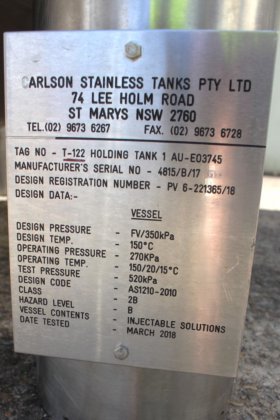 CARLSON STAINLESS TANKS PTY LTD
74 LEE HOLM ROAD
ST MARYS NSW 2760
TEL.(02) 9673 6267 FAX. (02) 9673 6728
TAG NO - T-122 HOLDING TANK 1 AU-E03745
MANUFACTURER'S SERIAL NO - 4815/B/17
DESIGN REGISTRATION NUMBER - PV 6-221365/18
DESIGN DATA:-
VESSEL
DESIGN PRESSURE - FV/350kPa
DESIGN TEMP. - 150°C
OPERATING PRESSURE - 270KPa
OPERATING TEMP. - 150/20/15°C
TEST PRESSURE - 520kPa
DESIGN CODE - AS1210-2010
CLASS - 2B
HAZARD LEVEL - B
VESSEL CONTENTS - INJECTABLE SOLUTIONS
DATE TESTED - MARCH 2018